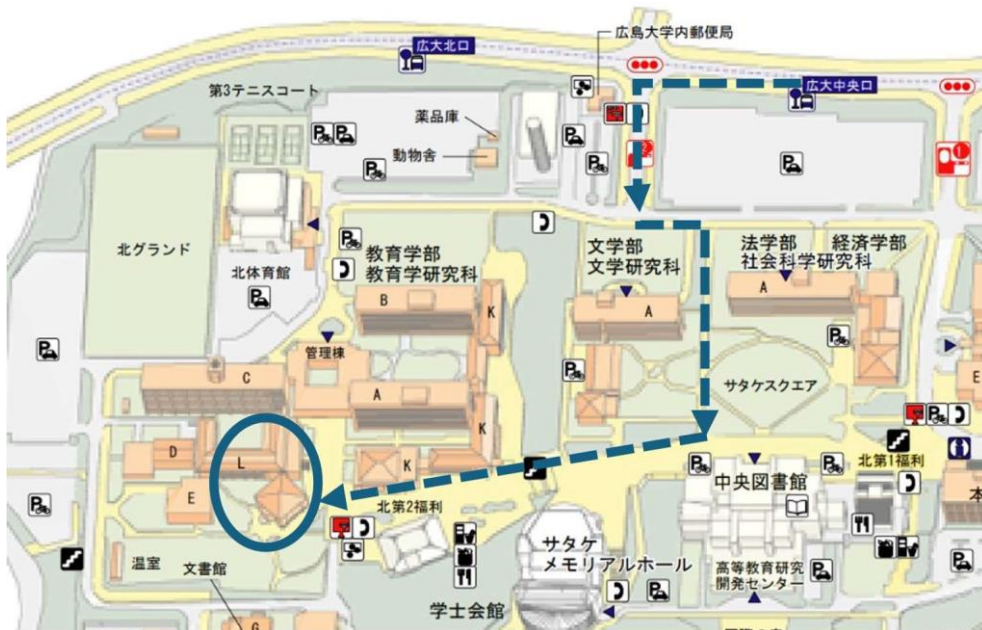 広島大学内郵便局
広大北口
広大中央口
第3テニスコート
薬品庫
動物舎
北グランド
北体育館
教育学部
教育学研究科
文学部
文学研究科
法学部 経済学部
社会科学研究科
B
K
A
A
管理棟
C
A
K
サタケスクエア
E
D
L
K
E
北第1福利
中央図書館
北第2福利
本
サタケ
メモリアルホール
高等教育研究
開発センター
温室
文書館
学士会館
G